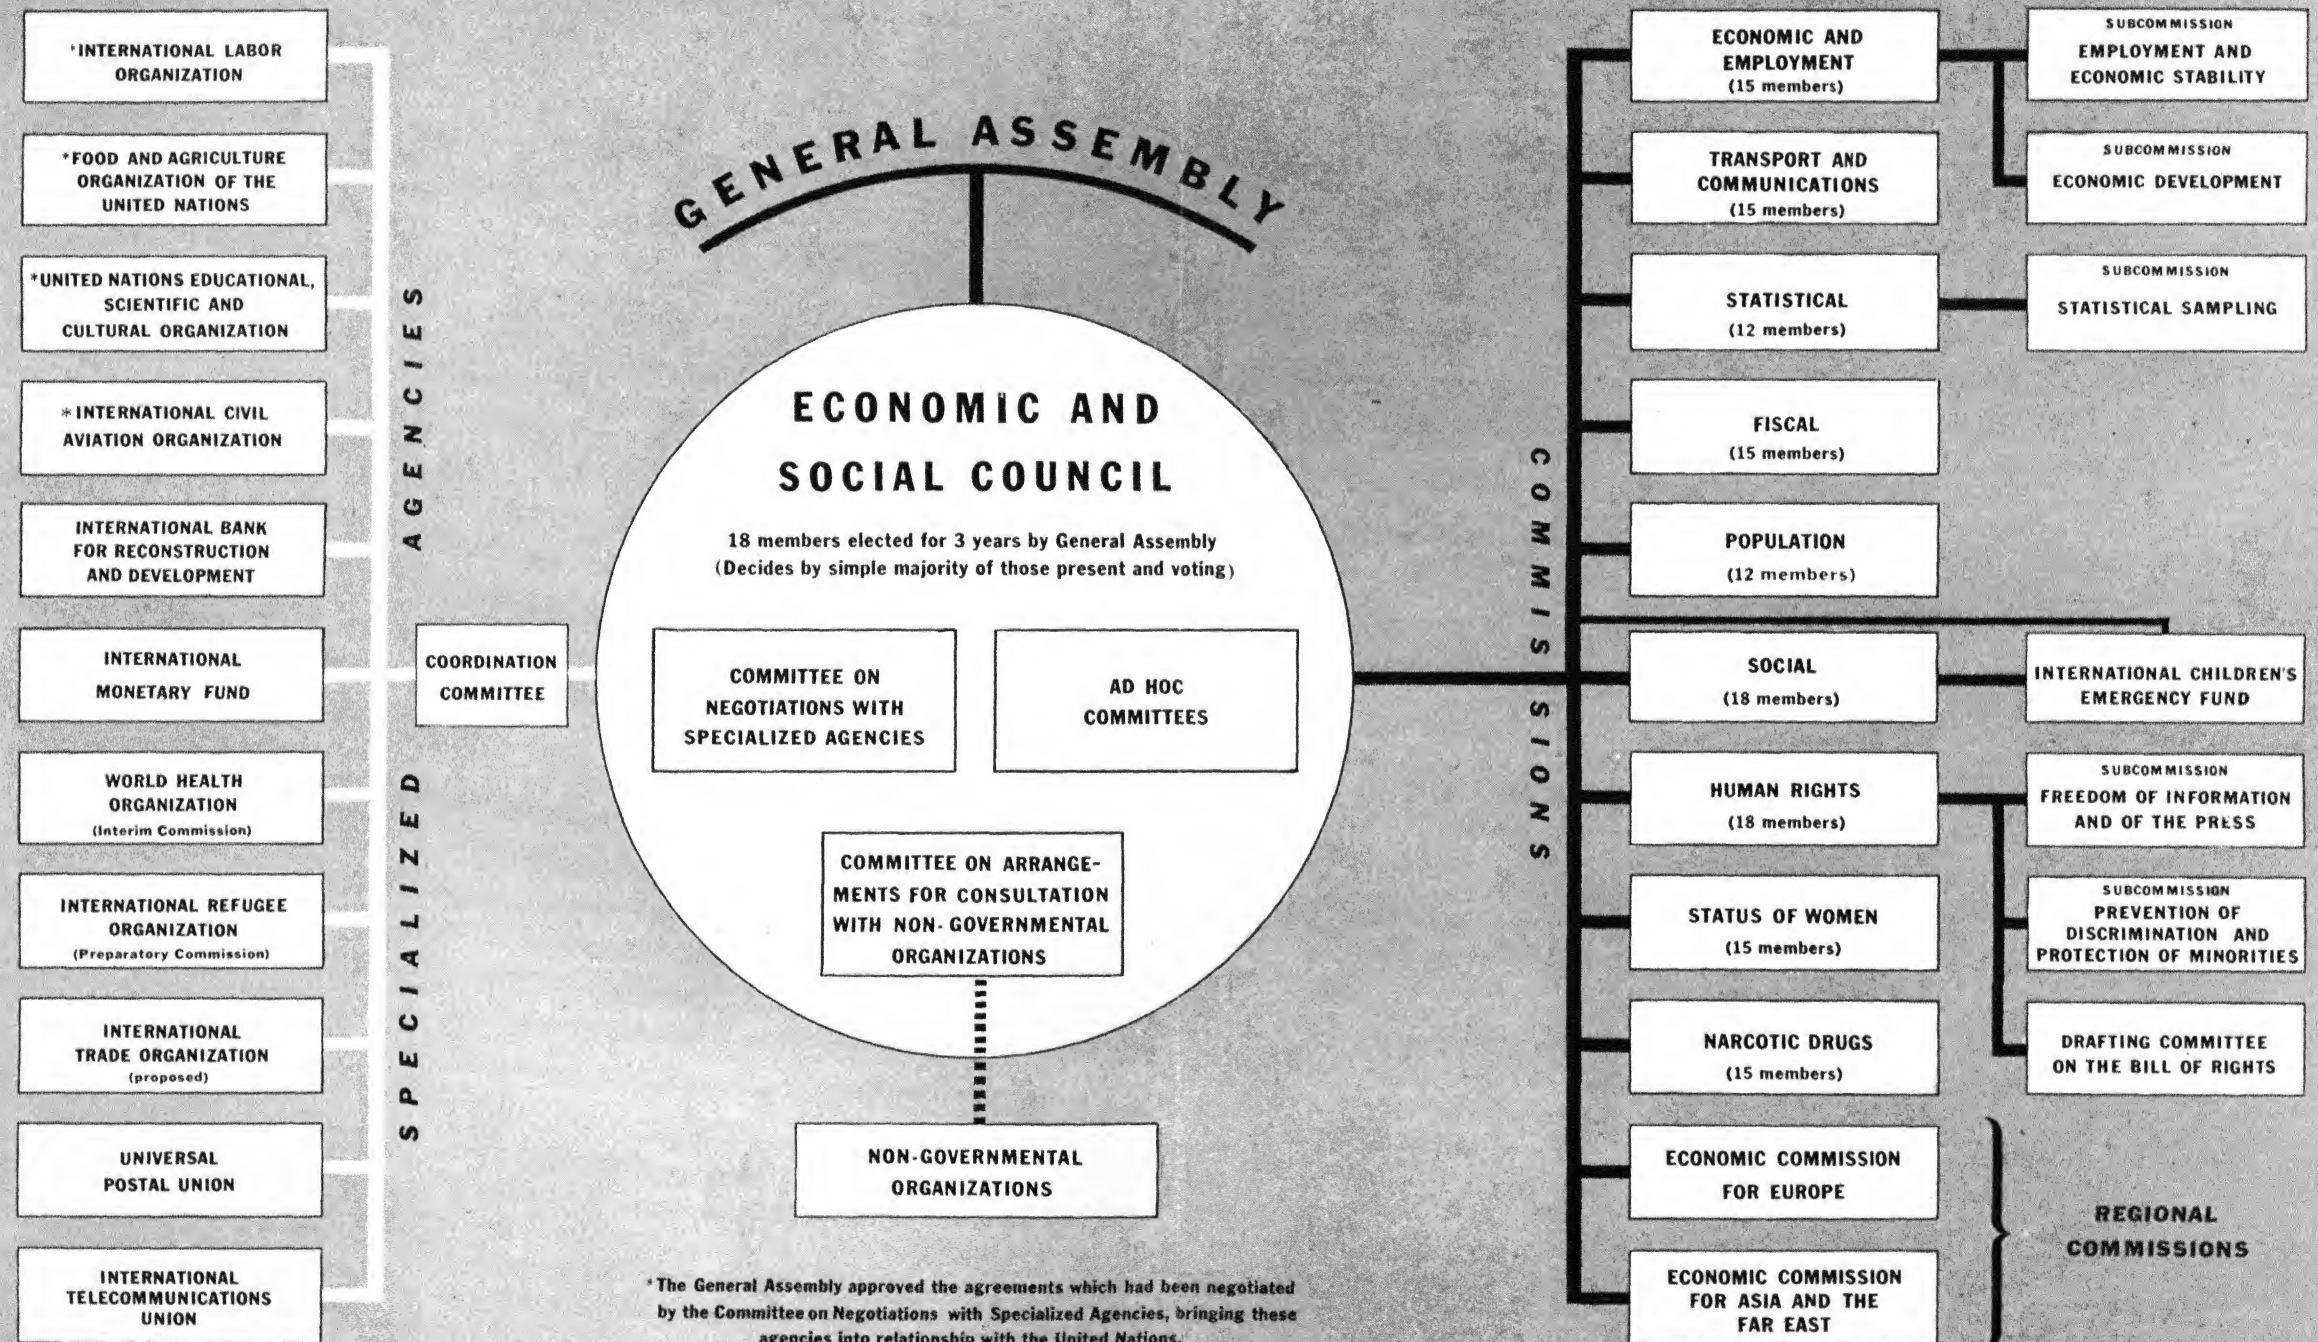 *INTERNATIONAL LABOR
ORGANIZATION
*FOOD AND AGRICULTURE
ORGANIZATION OF THE
UNITED NATIONS
*UNITED NATIONS EDUCATIONAL,
SCIENTIFIC AND
CULTURAL ORGANIZATION
*INTERNATIONAL CIVIL
AVIATION ORGANIZATION
INTERNATIONAL BANK
FOR RECONSTRUCTION
AND DEVELOPMENT
INTERNATIONAL
MONETARY FUND
WORLD HEALTH
ORGANIZATION
(Interim Commission)
INTERNATIONAL REFUGEE
ORGANIZATION
(Preparatory Commission)
INTERNATIONAL
TRADE ORGANIZATION
(proposed)
UNIVERSAL
POSTAL UNION
INTERNATIONAL
TELECOMMUNICATIONS
UNION
SPECIALIZED AGENCIES
COORDINATION
COMMITTEE
GENERAL ASSEMBLY
ECONOMIC AND
SOCIAL COUNCIL
18 members elected for 3 years by General Assembly
(Decides by simple majority of those present and voting)
COMMITTEE ON
NEGOTIATIONS WITH
SPECIALIZED AGENCIES
AD HOC
COMMITTEES
COMMITTEE ON ARRANGE-
MENTS FOR CONSULTATION
WITH NON-GOVERNMENTAL
ORGANIZATIONS
NON-GOVERNMENTAL
ORGANIZATIONS
*The General Assembly approved the agreements which had been negotiated
by the Committee on Negotiations with Specialized Agencies, bringing these
agencies into relationship with the United Nations.
COMMISSIONS
ECONOMIC AND
EMPLOYMENT
(15 members)
SUBCOMMISSION
EMPLOYMENT AND
ECONOMIC STABILITY
TRANSPORT AND
COMMUNICATIONS
(15 members)
SUBCOMMISSION
ECONOMIC DEVELOPMENT
STATISTICAL
(12 members)
SUBCOMMISSION
STATISTICAL SAMPLING
FISCAL
(15 members)
POPULATION
(12 members)
SOCIAL
(18 members)
INTERNATIONAL CHILDREN'S
EMERGENCY FUND
HUMAN RIGHTS
(18 members)
SUBCOMMISSION
FREEDOM OF INFORMATION
AND OF THE PRESS
STATUS OF WOMEN
(15 members)
SUBCOMMISSION
PREVENTION OF
DISCRIMINATION AND
PROTECTION OF MINORITIES
NARCOTIC DRUGS
(15 members)
DRAFTING COMMITTEE
ON THE BILL OF RIGHTS
ECONOMIC COMMISSION
FOR EUROPE
ECONOMIC COMMISSION
FOR ASIA AND THE
FAR EAST
REGIONAL
COMMISSIONS